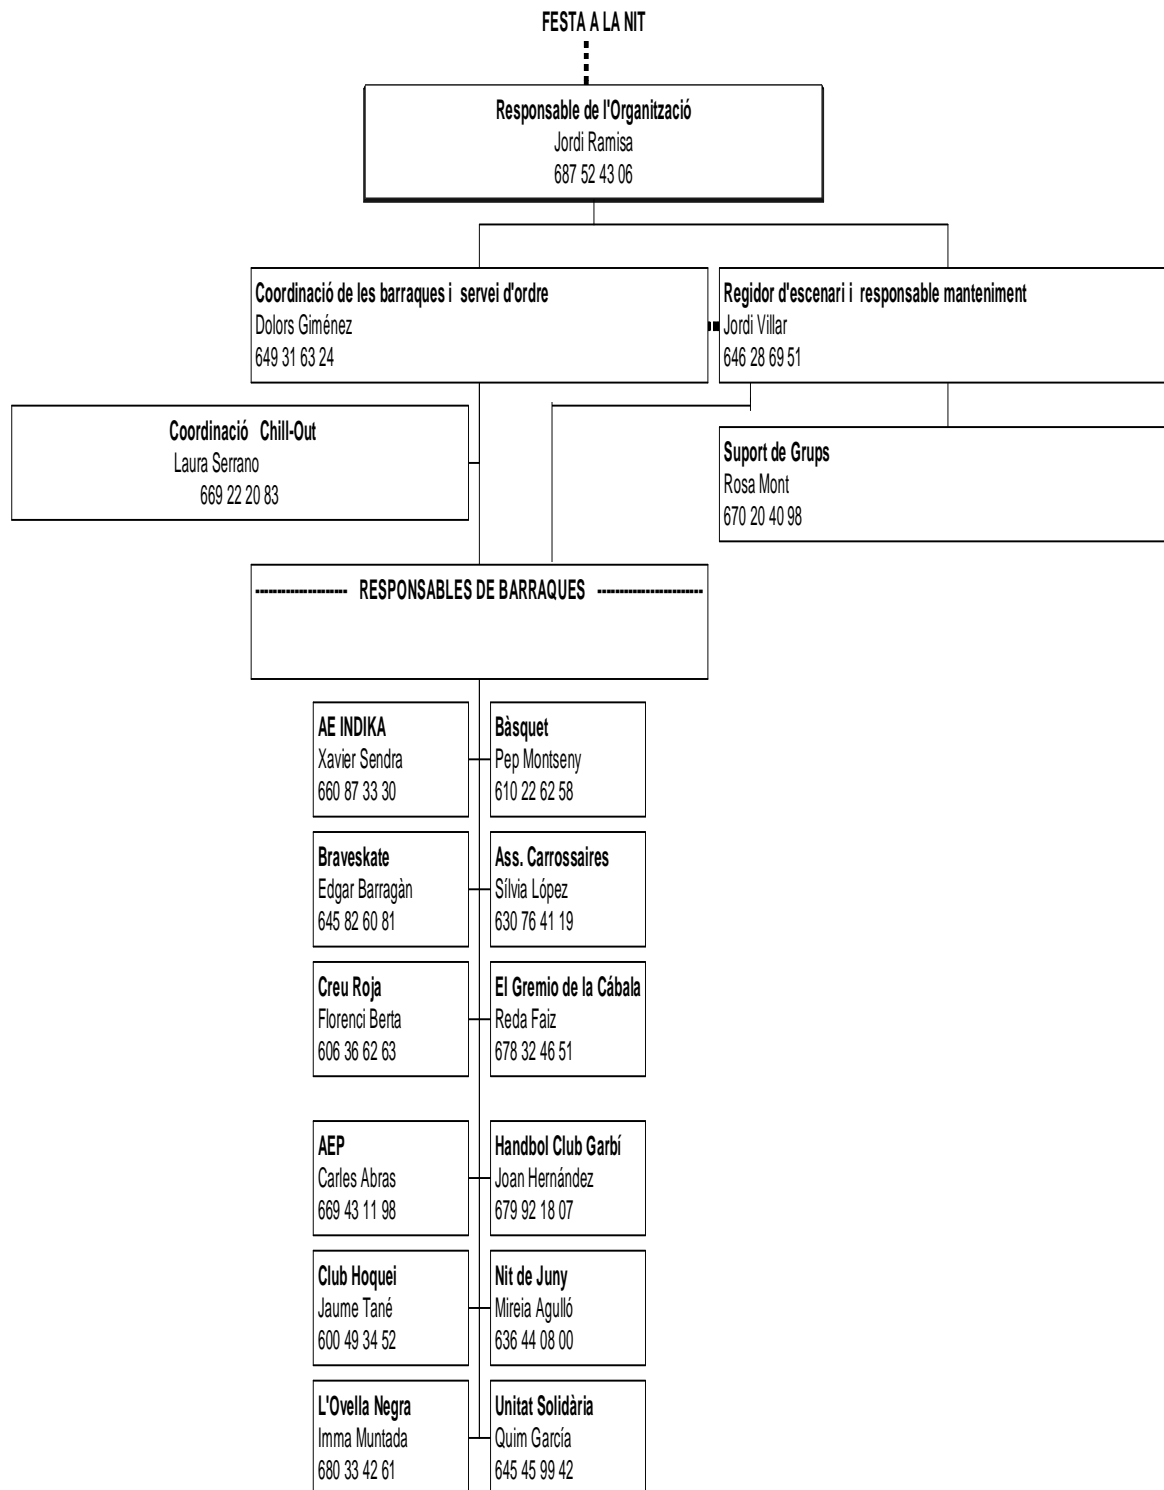 FESTA A LA NIT
Responsable de l'Organització
Jordi Ramisa
687 52 43 06
Coordinació de les barraques i servei d'ordre
Dolors Giménez
649 31 63 24
Regidor d'escenari i responsable manteniment
Jordi Villar
646 28 69 51
Coordinació Chill-Out
Laura Serrano
669 22 20 83
Suport de Grups
Rosa Mont
670 20 40 98
--------------------- RESPONSABLES DE BARRAQUES ------------------------
AE INDIKA
Xavier Sendra
660 87 33 30
Bàsquet
Pep Montseny
610 22 62 58
Braveskate
Edgar Barragàn
645 82 60 81
Ass. Carrossaires
Sílvia López
630 76 41 19
Creu Roja
Florenci Berta
606 36 62 63
El Gremio de la Cábala
Reda Faiz
678 32 46 51
AEP
Carles Abras
669 43 11 98
Handbol Club Garbí
Joan Hernández
679 92 18 07
Club Hoquei
Jaume Tané
600 49 34 52
Nit de Juny
Mireia Agulló
636 44 08 00
L'Ovella Negra
Imma Muntada
680 33 42 61
Unitat Solidària
Quim García
645 45 99 42